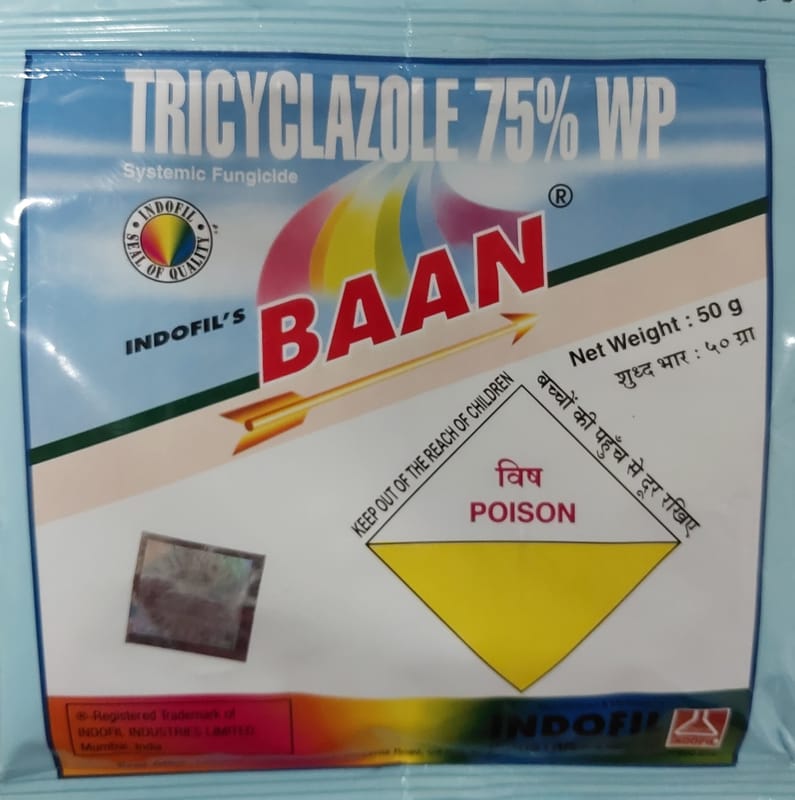 TRICYCLAZOLE 75% WP
Systemic Fungicide
INDOFIL
SEAL OF QUALITY
INDOFIL'S
BAAN ®
Net Weight : 50 g
शुध्द भार : ५० ग्रा
KEEP OUT OF THE REACH OF CHILDREN
बच्चों की पहुँच से दूर रखिए
विष
POISON
®-Registered Trademark of
INDOFIL INDUSTRIES LIMITED
Mumbai, India
INDOFIL
INDOFIL